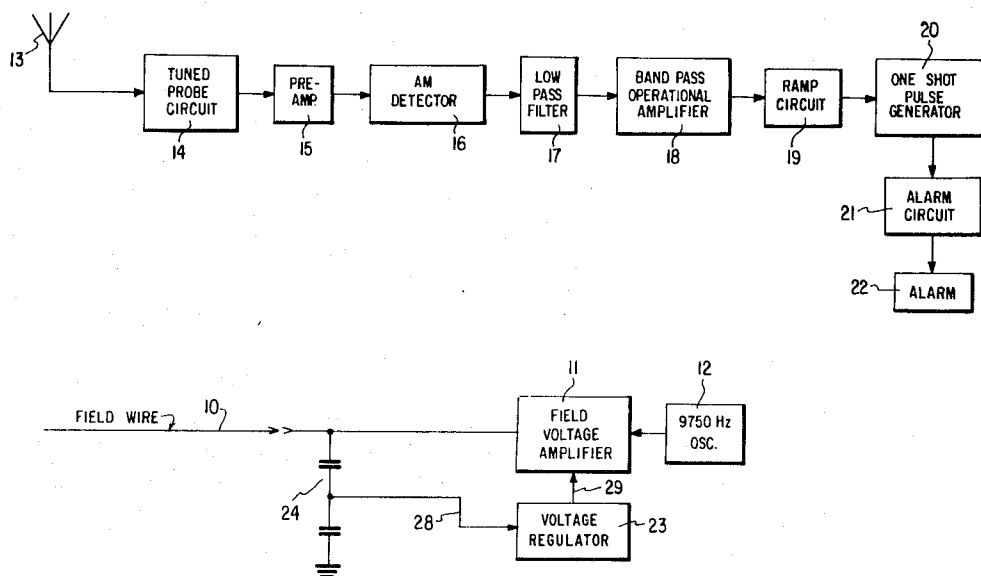 13
TUNED
PROBE
CIRCUIT
14
PRE-
AMP.
15
AM
DETECTOR
16
LOW
PASS
FILTER
17
BAND PASS
OPERATIONAL
AMPLIFIER
18
RAMP
CIRCUIT
19
20
ONE SHOT
PULSE
GENERATOR
21
ALARM
CIRCUIT
22
ALARM
FIELD WIRE
10
11
FIELD
VOLTAGE
AMPLIFIER
12
9750 Hz
OSC.
24
28
29
VOLTAGE
REGULATOR
23